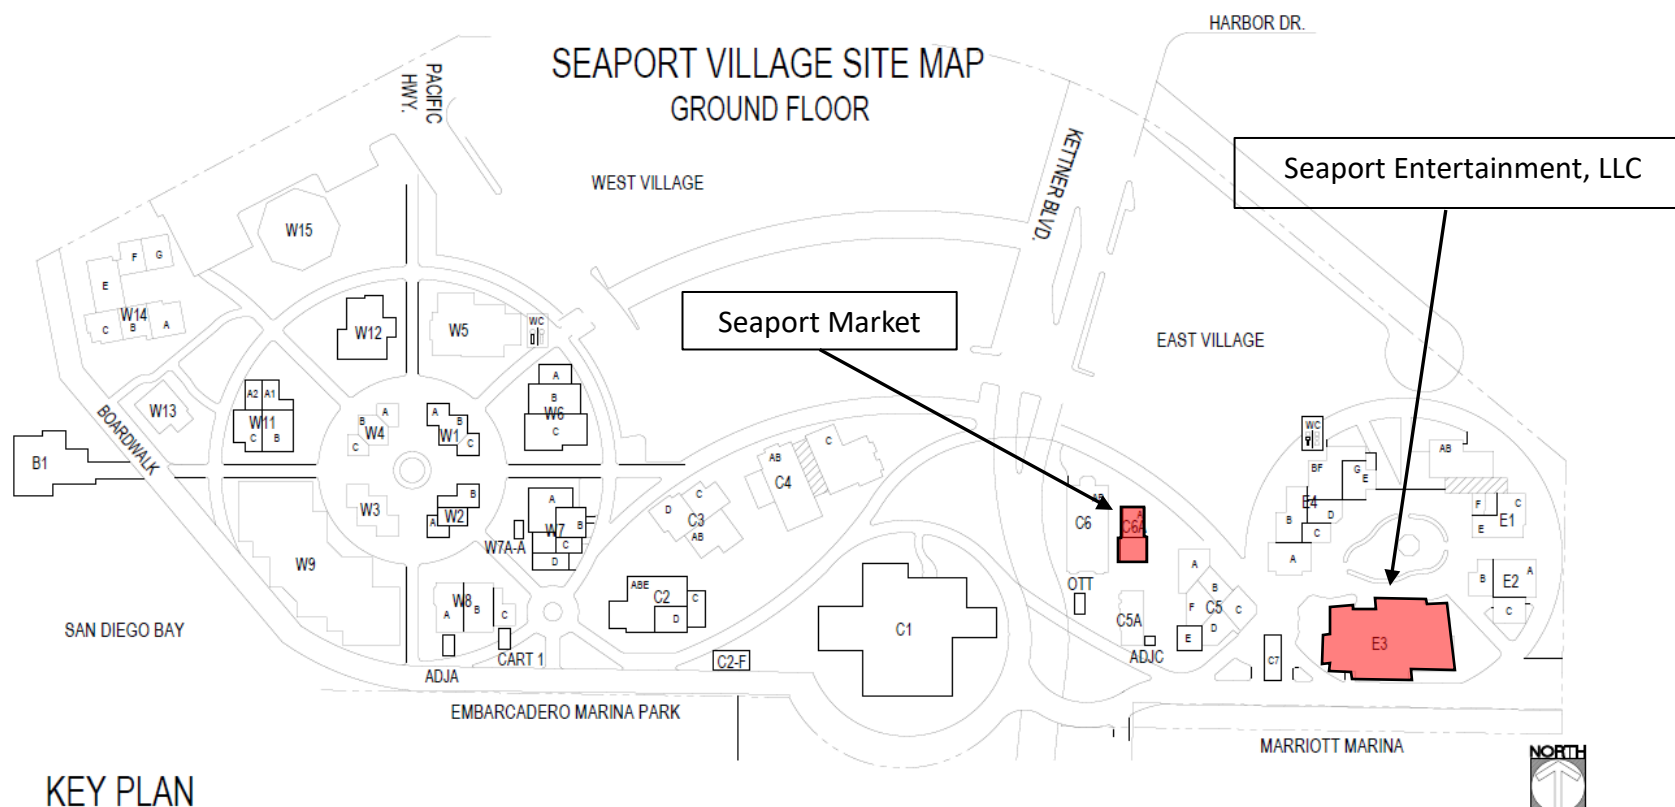 HARBOR DR.
SEAPORT VILLAGE SITE MAP
GROUND FLOOR
PACIFIC
HWY.
KETTNER BLVD.
WEST VILLAGE
Seaport Entertainment, LLC
W15
F
G
E
W14
C
B
A
W12
W5
WC
Seaport Market
EAST VILLAGE
W13
BOARDWALK
A2
A1
W11
C
B
A
B
W4
C
A
B
W1
C
A
B
W6
C
B1
W3
B
W2
A
A
W7
B
C
D
W7A-A
W9
C
D
C3
AB
AB
C4
C
AB
C6
A
C6A
WC
BF
G
E
E4
B
D
C
A
AB
F
C
E1
E
B
A
E2
C
W8
A
B
C
ABE
C2
C
D
C1
OTT
C5A
A
B
F
C5
C
D
E
E3
SAN DIEGO BAY
ADJA
CART 1
C2-F
ADJC
C7
EMBARCADERO MARINA PARK
MARRIOTT MARINA
NORTH
KEY PLAN